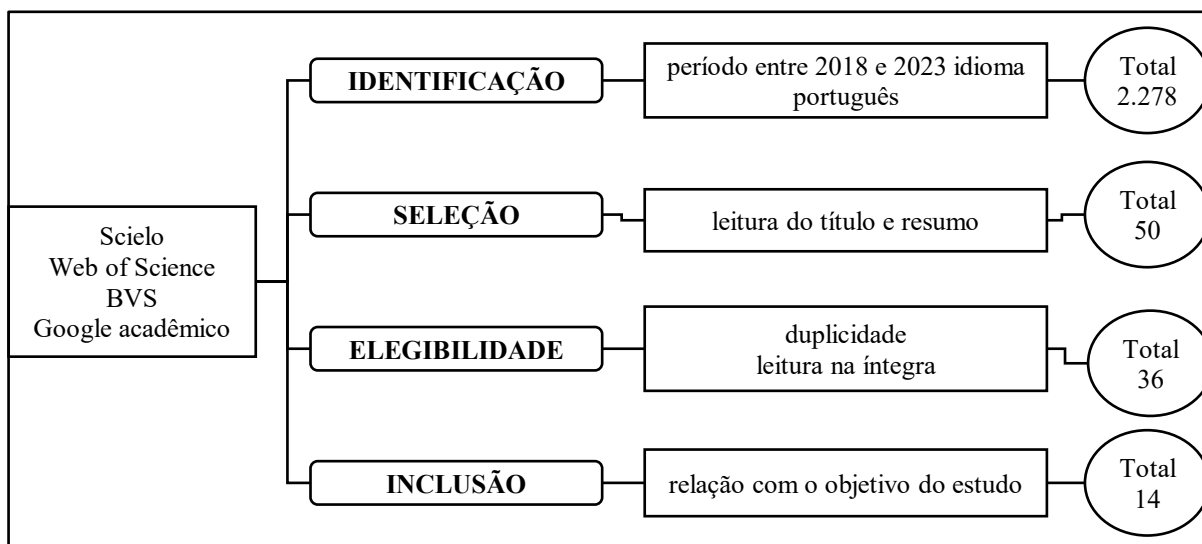 Scielo
Web of Science
BVS
Google acadêmico
IDENTIFICAÇÃO
período entre 2018 e 2023 idioma
português
Total
2.278
SELEÇÃO
leitura do título e resumo
Total
50
ELEGIBILIDADE
duplicidade
leitura na íntegra
Total
36
INCLUSÃO
relação com o objetivo do estudo
Total
14